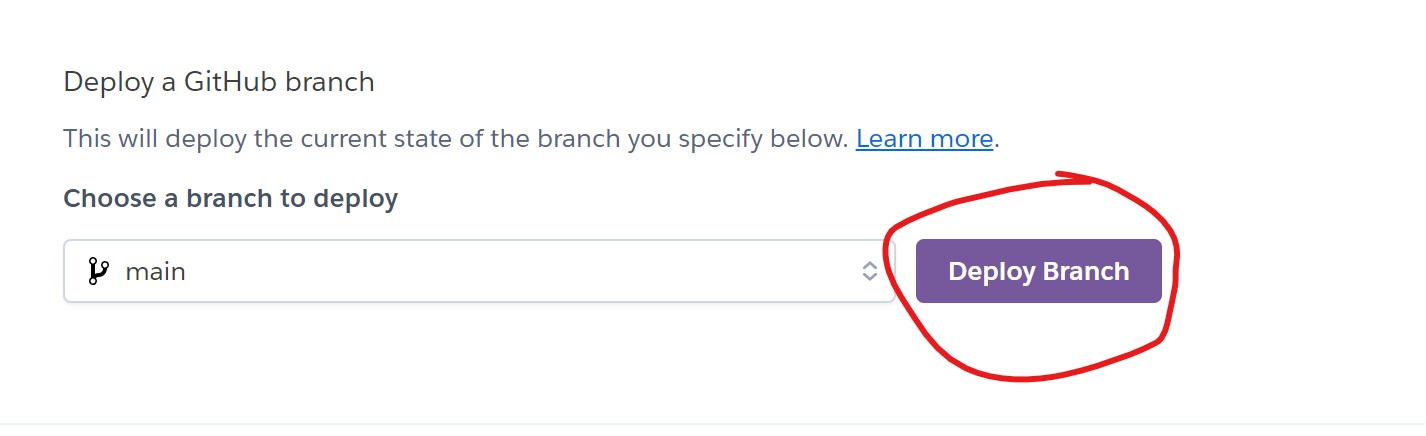 Deploy a GitHub branch
This will deploy the current state of the branch you specify below. Learn more.
Choose a branch to deploy
main
Deploy Branch